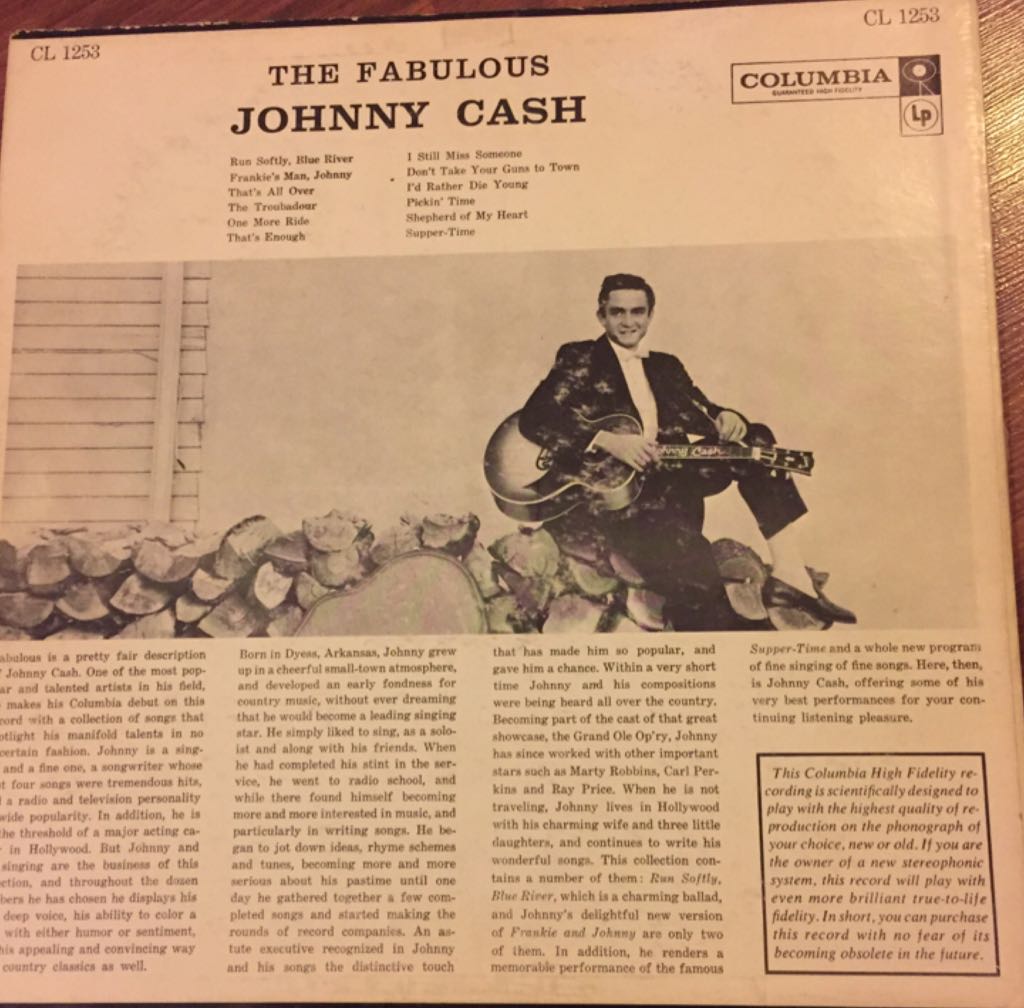 CL 1253
CL 1253
THE FABULOUS
JOHNNY CASH
COLUMBIA
GUARANTEED HIGH FIDELITY
Lp
Run Softly, Blue River
Frankie's Man, Johnny
That's All Over
The Troubadour
One More Ride
That's Enough
I Still Miss Someone
Don't Take Your Guns to Town
I'd Rather Die Young
Pickin' Time
Shepherd of My Heart
Supper-Time
Johnny Cash
abulous is a pretty fair description
Johnny Cash. One of the most pop-
ar and talented artists in his field,
makes his Columbia debut on this
cord with a collection of songs that
otlight his manifold talents in no
certain fashion. Johnny is a sing-
and a fine one, a songwriter whose
t four songs were tremendous hits,
a radio and television personality
wide popularity. In addition, he is
the threshold of a major acting ca-
in Hollywood. But Johnny and
singing are the business of this
ction, and throughout the dozen
bers he has chosen he displays his
deep voice, his ability to color a
with either humor or sentiment,
his appealing and convincing way
country classics as well.
Born in Dyess, Arkansas, Johnny grew
up in a cheerful small-town atmosphere,
and developed an early fondness for
country music, without ever dreaming
that he would become a leading singing
star. He simply liked to sing, as a solo-
ist and along with his friends. When
he had completed his stint in the ser-
vice, he went to radio school, and
while there found himself becoming
more and more interested in music, and
particularly in writing songs. He be-
gan to jot down ideas, rhyme schemes
and tunes, becoming more and more
serious about his pastime until one
day he gathered together a few com-
pleted songs and started making the
rounds of record companies. An as-
tute executive recognized in Johnny
and his songs the distinctive touch
that has made him so popular, and
gave him a chance. Within a very short
time Johnny and his compositions
were being heard all over the country.
Becoming part of the cast of that great
showcase, the Grand Ole Op'ry, Johnny
has since worked with other important
stars such as Marty Robbins, Carl Per-
kins and Ray Price. When he is not
traveling, Johnny lives in Hollywood
with his charming wife and three little
daughters, and continues to write his
wonderful songs. This collection con-
tains a number of them: Run Softly,
Blue River, which is a charming ballad,
and Johnny's delightful new version
of Frankie and Johnny are only two
of them. In addition, he renders a
memorable performance of the famous
Supper-Time and a whole new program
of fine singing of fine songs. Here, then,
is Johnny Cash, offering some of his
very best performances for your con-
tinuing listening pleasure.
This Columbia High Fidelity re-
cording is scientifically designed to
play with the highest quality of re-
production on the phonograph of
your choice, new or old. If you are
the owner of a new stereophonic
system, this record will play with
even more brilliant true-to-life
fidelity. In short, you can purchase
this record with no fear of its
becoming obsolete in the future.